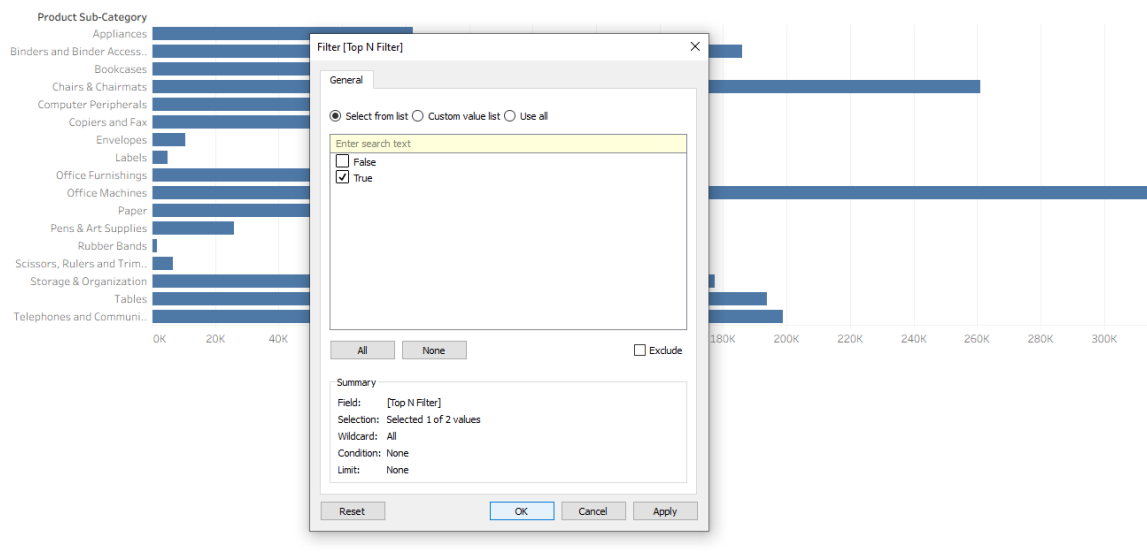 Product Sub-Category
Appliances
Binders and Binder Access..
Bookcases
Chairs & Chairmats
Computer Peripherals
Copiers and Fax
Envelopes
Labels
Office Furnishings
Office Machines
Paper
Pens & Art Supplies
Rubber Bands
Scissors, Rulers and Trim..
Storage & Organization
Tables
Telephones and Communi..
0K 20K 40K 180K 200K 220K 240K 260K 280K 300K
Filter [Top N Filter]
General
Select from list Custom value list Use all
Enter search text
False
True
All None Exclude
Summary
Field: [Top N Filter]
Selection: Selected 1 of 2 values
Wildcard: All
Condition: None
Limit: None
Reset OK Cancel Apply